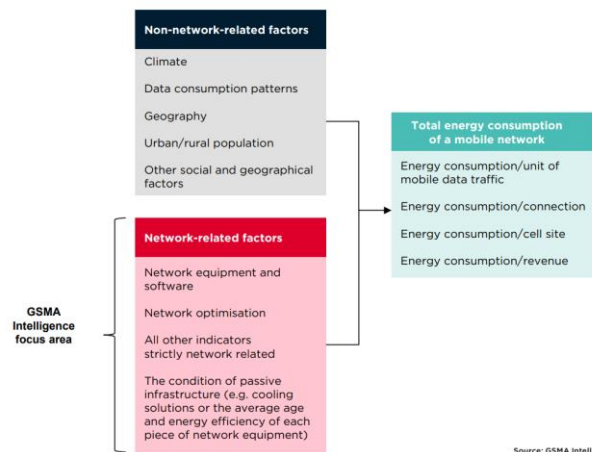 Non-network-related factors
Climate
Data consumption patterns
Geography
Urban/rural population
Other social and geographical
factors
Total energy consumption
of a mobile network
Energy consumption/unit of
mobile data traffic
Energy consumption/connection
Energy consumption/cell site
Energy consumption/revenue
GSMA
Intelligence
focus area
Network-related factors
Network equipment and
software
Network optimisation
All other indicators
strictly network related
The condition of passive
infrastructure (e.g. cooling
solutions or the average age
and energy efficiency of each
piece of network equipment)
Source: GSMA Intell